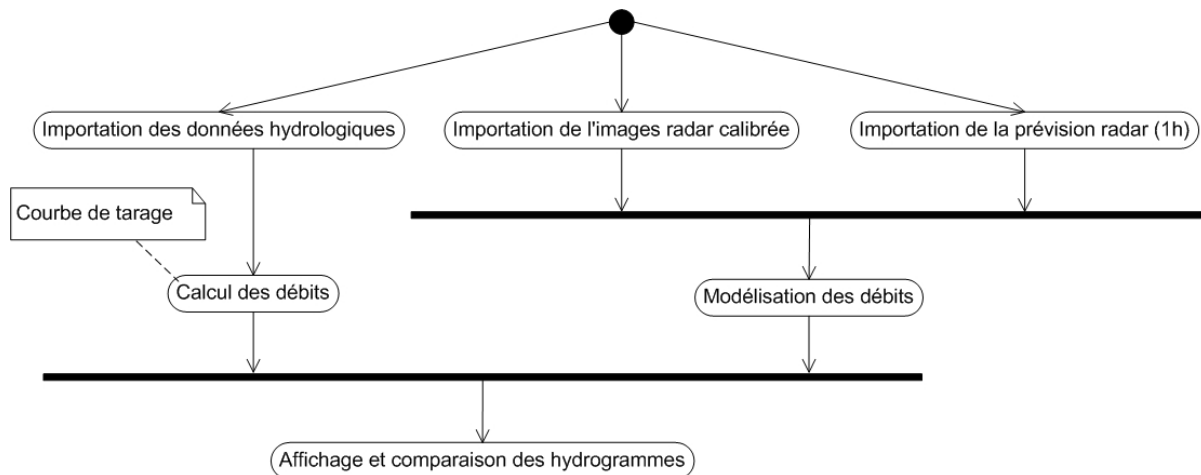 Importation des données hydrologiques
Importation de l'images radar calibrée
Importation de la prévision radar (1h)
Courbe de tarage
Calcul des débits
Modélisation des débits
Affichage et comparaison des hydrogrammes